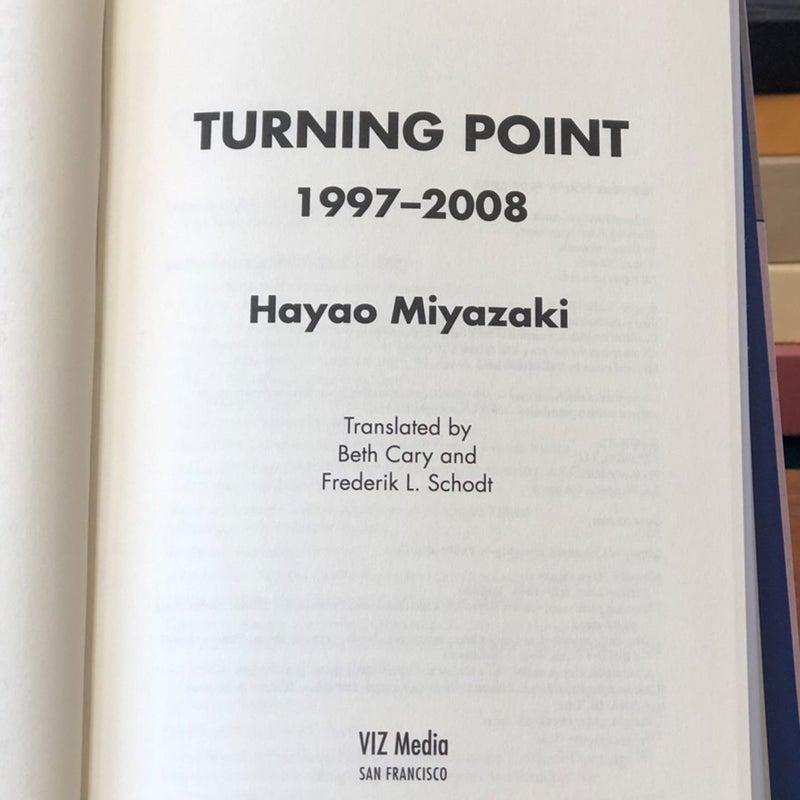 TURNING POINT
1997–2008
Hayao Miyazaki
Translated by
Beth Cary and
Frederik L. Schodt
VIZ Media
SAN FRANCISCO